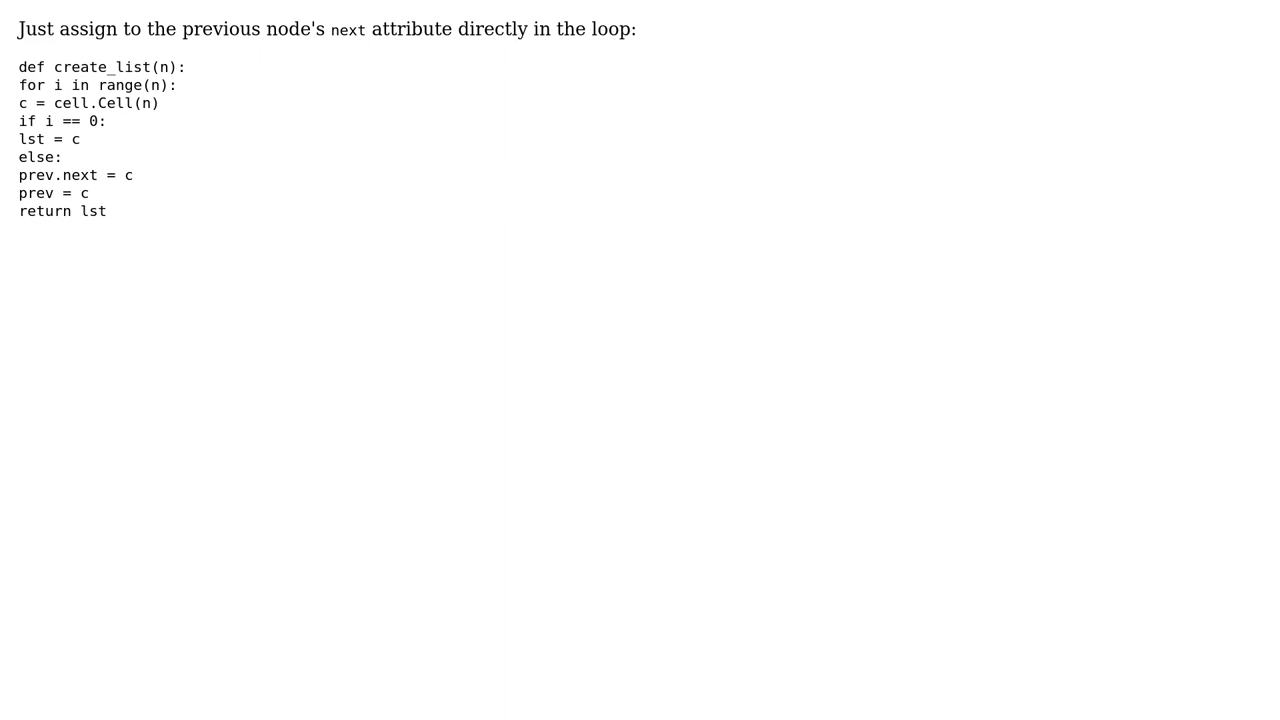 Just assign to the previous node's next attribute directly in the loop:
def create_list(n):
for i in range(n):
c = cell.Cell(n)
if i == 0:
lst = c
else:
prev.next = c
prev = c
return lst